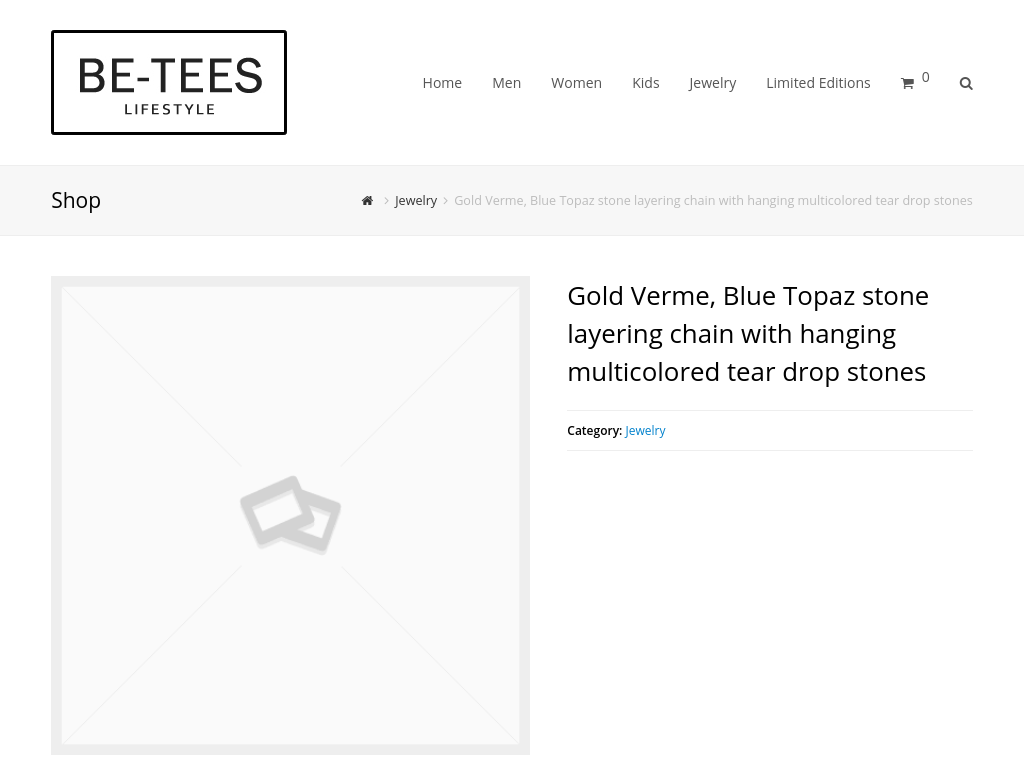 BE-TEES
LIFESTYLE
Home Men Women Kids Jewelry Limited Editions 0
Shop
Jewelry Gold Verme, Blue Topaz stone layering chain with hanging multicolored tear drop stones
Gold Verme, Blue Topaz stone
layering chain with hanging
multicolored tear drop stones
Category: Jewelry